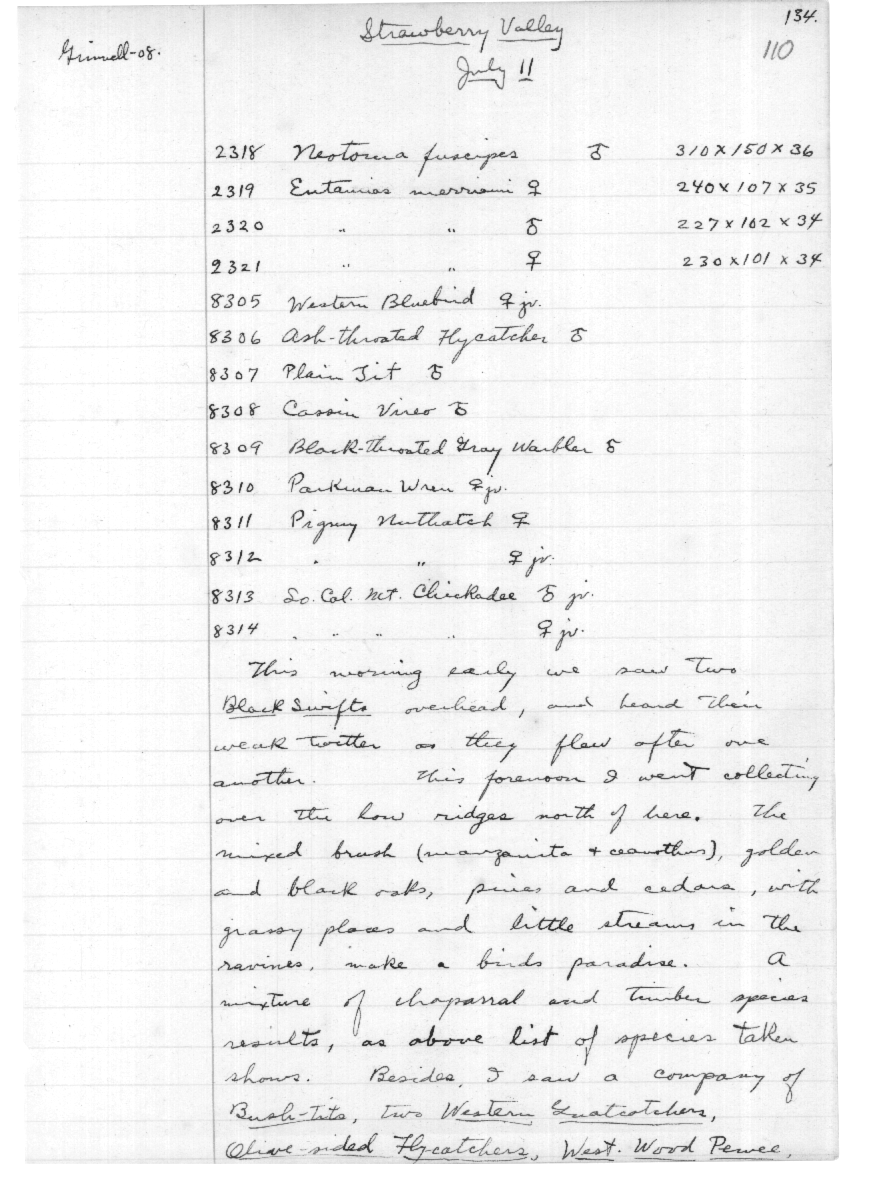 134.
Strawberry Valley
110
Grinnell-08.
July 11
2318 Neotoma fuscipes ♂ 310 x 150 x 36
2319 Eutamias merriami ♀ 240 x 107 x 35
2320 " " ♂ 227 x 102 x 34
2321 " " ♀ 230 x 101 x 34
8305 Western Bluebird ♀ jv.
8306 Ash-throated Flycatcher ♂
8307 Plain Tit ♂
8308 Cassin Vireo ♂
8309 Black-throated Gray Warbler ♂
8310 Parkman Wren ♀ jv.
8311 Pigmy Nuthatch ♀
8312 " " ♀ jv.
8313 So. Cal. Mt. Chickadee ♂ jv.
8314 " " " " ♀ jv.
This morning early we saw two
Black Swifts overhead, and heard their
weak twitter as they flew after one
another. This forenoon I went collecting
over the low ridges north of here. The
mixed brush (manzanita + ceanothus), golden
and black oaks, pines and cedars, with
grassy places and little streams in the
ravines, make a birds paradise. A
mixture of chaparral and timber species
results, as above list of species taken
shows. Besides, I saw a company of
Bush-tits, two Western Gnatcatchers,
Olive-sided Flycatchers, West. Wood Pewee,